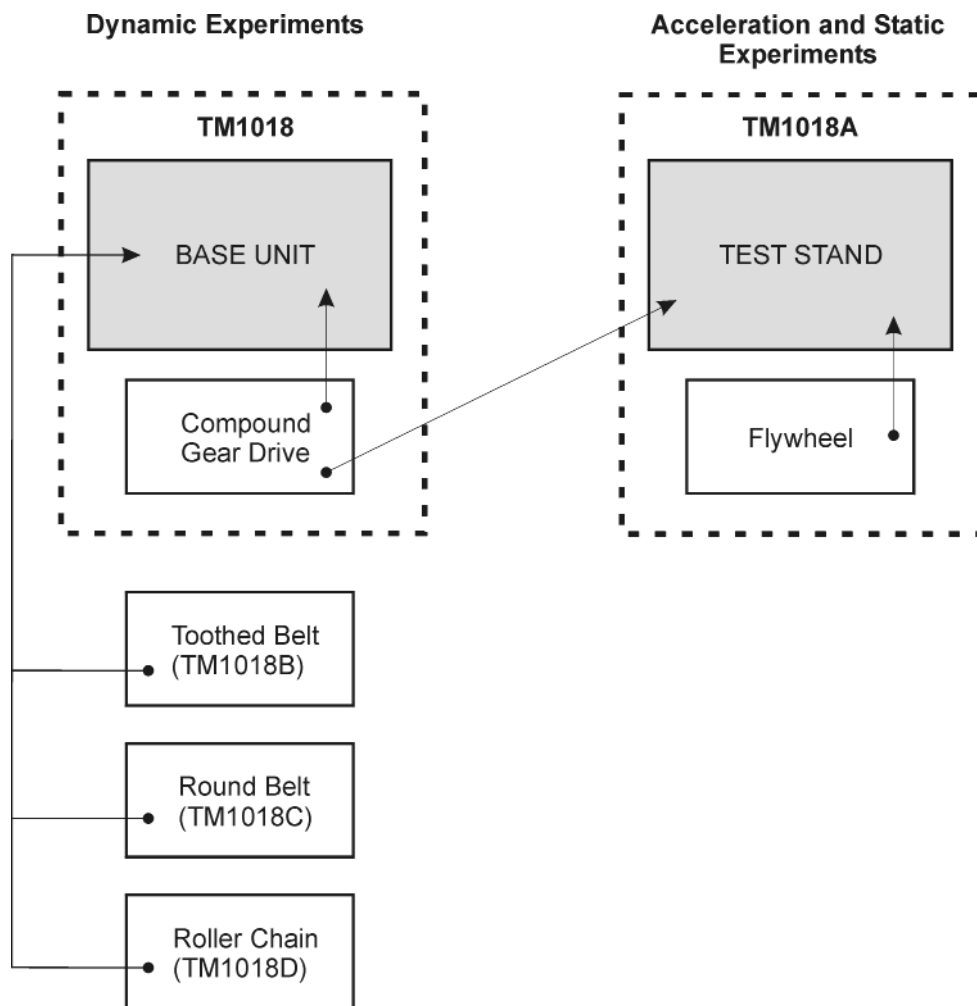 Dynamic Experiments
Acceleration and Static
Experiments
TM1018
BASE UNIT
Compound
Gear Drive
TM1018A
TEST STAND
Flywheel
Toothed Belt
(TM1018B)
Round Belt
(TM1018C)
Roller Chain
(TM1018D)